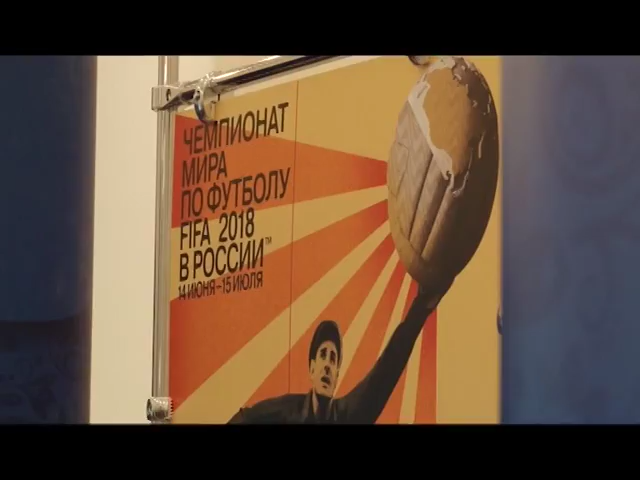 ЧЕМПИОНАТ
МИРА
ПО ФУТБОЛУ
FIFA 2018
В РОССИИ™
14 ИЮНЯ–15 ИЮЛЯ